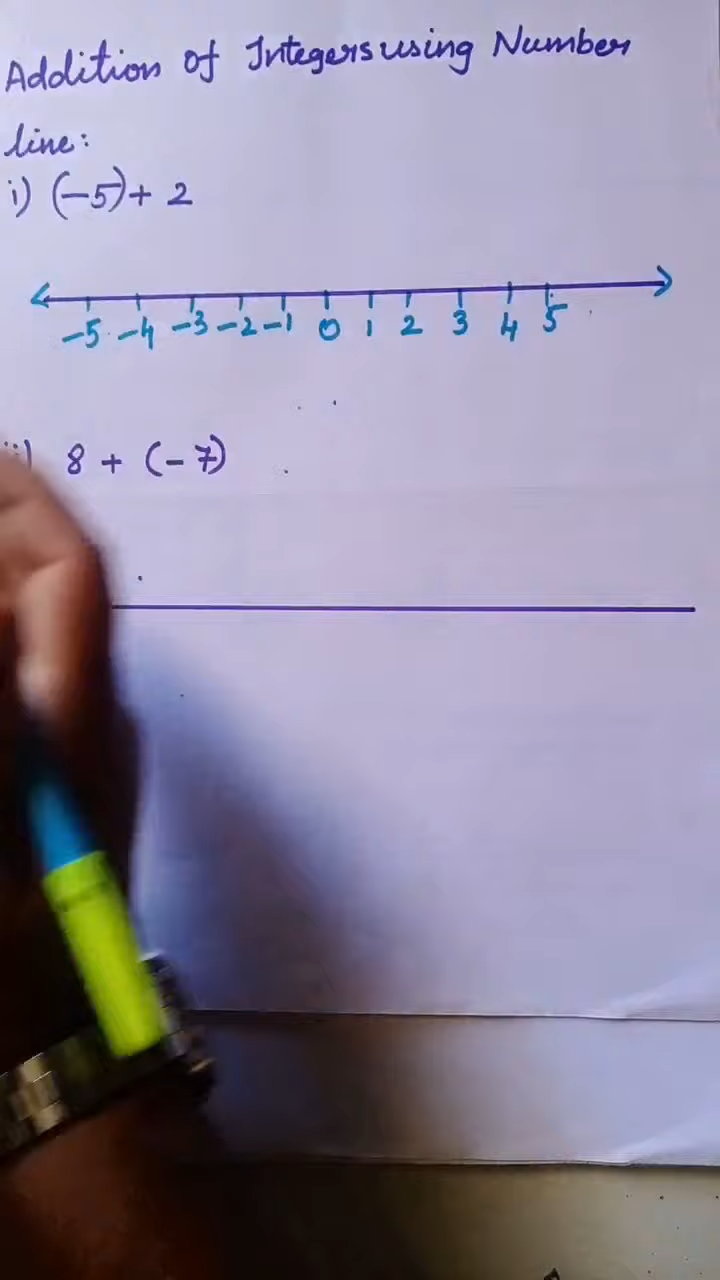 Addition of Integers using Number
line:
i) (-5) + 2
-5 -4 -3 -2 -1 0 1 2 3 4 5
8 + (-7)